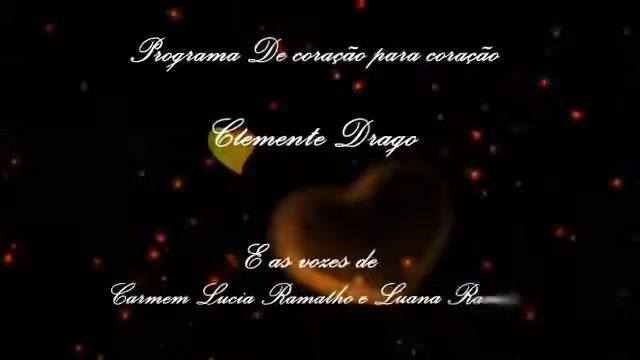 Programa De coração para coração
Clemente Drago
E as vozes de
Carmem Lucia Ramalho e Luana